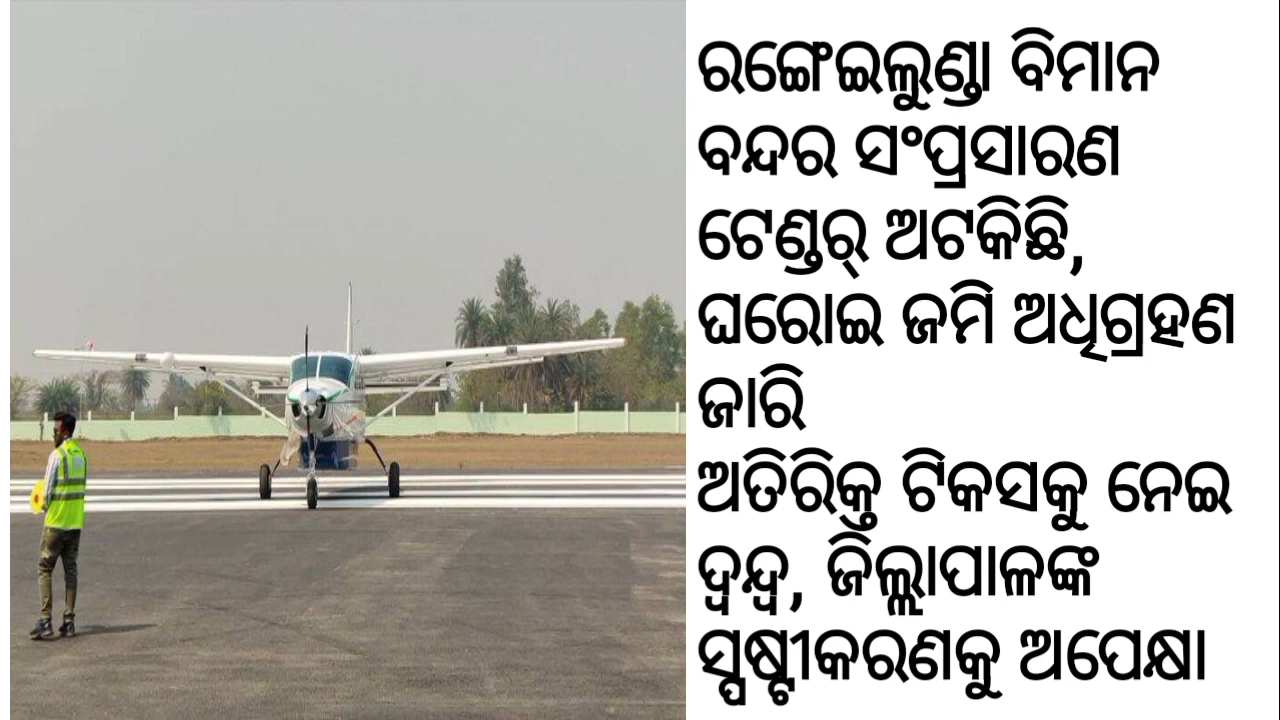 ରଙ୍ଗେଇଲୁଣ୍ଡା ବିମାନ
ବନ୍ଦର ସଂପ୍ରସାରଣ
ଟେଣ୍ଡର୍ ଅଟକିଛି,
ଘରୋଇ ଜମି ଅଧିଗ୍ରହଣ
ଜାରି
ଅତିରିକ୍ତ ଟିକସକୁ ନେଇ
ଦ୍ୱନ୍ଦ୍ୱ, ଜିଲ୍ଲାପାଳଙ୍କ
ସ୍ପଷ୍ଟୀକରଣକୁ ଅପେକ୍ଷା